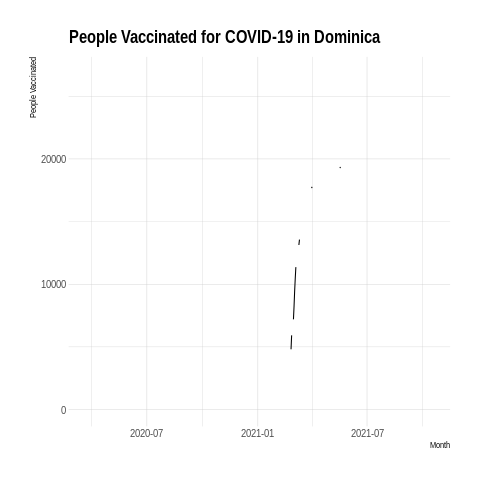 People Vaccinated for COVID-19 in Dominica
People Vaccinated
20000
10000
0
2020-07
2021-01
2021-07
Month